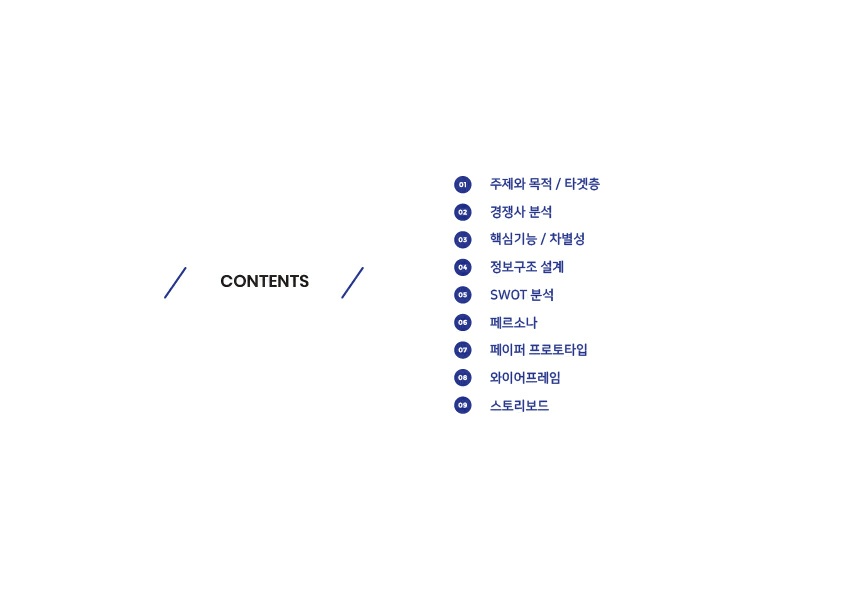 / CONTENTS /
01 주제와 목적 / 타겟층
02 경쟁사 분석
03 핵심기능 / 차별성
04 정보구조 설계
05 SWOT 분석
06 페르소나
07 페이퍼 프로토타입
08 와이어프레임
09 스토리보드